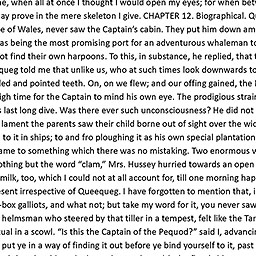 ne, when all at once I thought I would open my eyes; for when betw
ay prove in the mere skeleton I give. CHAPTER 12. Biographical. Qu
e of Wales, never saw the Captain's cabin. They put him down amo
as being the most promising port for an adventurous whaleman to
ot find their own harpoons. To this, in substance, he replied, that t
queg told me that unlike us, who at such times look downwards to
led and pointed teeth. On, on we flew; and our offing gained, the
igh time for the Captain to mind his own eye. The prodigious strain
s last long dive. Was there ever such unconsciousness? He did not
lament the parents saw their child borne out of sight over the wid
to it in ships; to and fro ploughing it as his own special plantation
ame to something which there was no mistaking. Two enormous v
othing but the word “clam,” Mrs. Hussey hurried towards an open
milk, too, which I could not at all account for, till one morning hap
esent irrespective of Queequeg. I have forgotten to mention that, i
-box galliots, and what not; but take my word for it, you never saw
helmsman who steered by that tiller in a tempest, felt like the Tar
ual in a scowl. “Is this the Captain of the Pequod?” said I, advancin
put ye in a way of finding it out before ye bind yourself to it, past